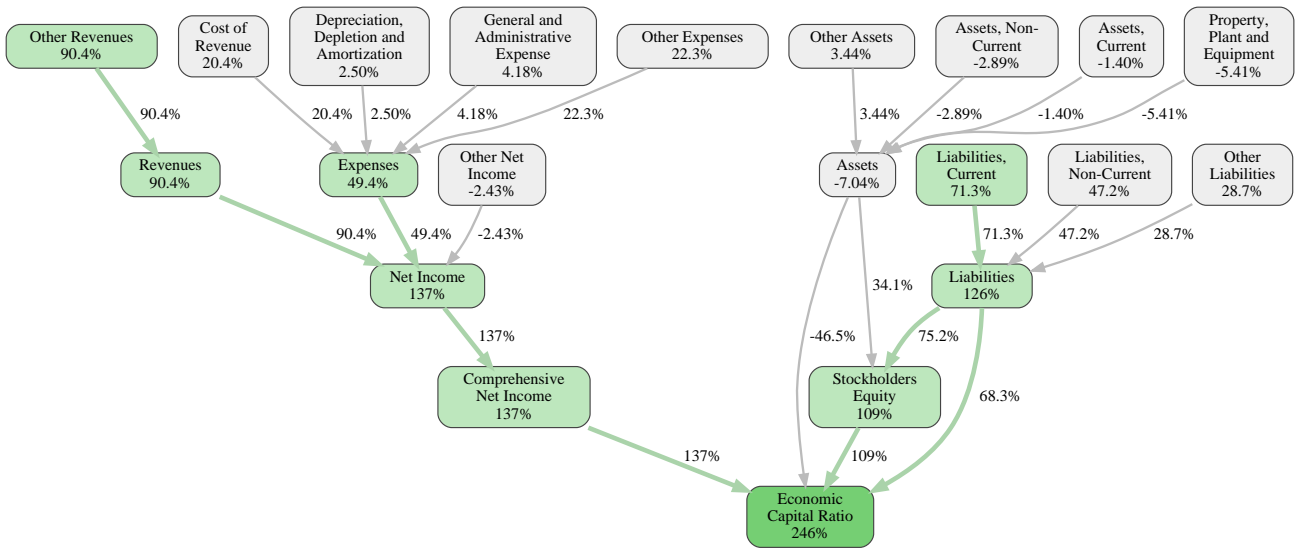 Other Revenues
90.4%
Cost of
Revenue
20.4%
Depreciation,
Depletion and
Amortization
2.50%
General and
Administrative
Expense
4.18%
Other Expenses
22.3%
Other Assets
3.44%
Assets, Non-
Current
-2.89%
Assets,
Current
-1.40%
Property,
Plant and
Equipment
-5.41%
90.4%
20.4%
2.50%
4.18%
22.3%
3.44%
-2.89%
-1.40%
-5.41%
Revenues
90.4%
Expenses
49.4%
Other Net
Income
-2.43%
Assets
-7.04%
Liabilities,
Current
71.3%
Liabilities,
Non-Current
47.2%
Other
Liabilities
28.7%
90.4%
49.4%
-2.43%
71.3%
47.2%
28.7%
Net Income
137%
34.1%
Liabilities
126%
137%
-46.5%
75.2%
Comprehensive
Net Income
137%
Stockholders
Equity
109%
68.3%
137%
109%
Economic
Capital Ratio
246%